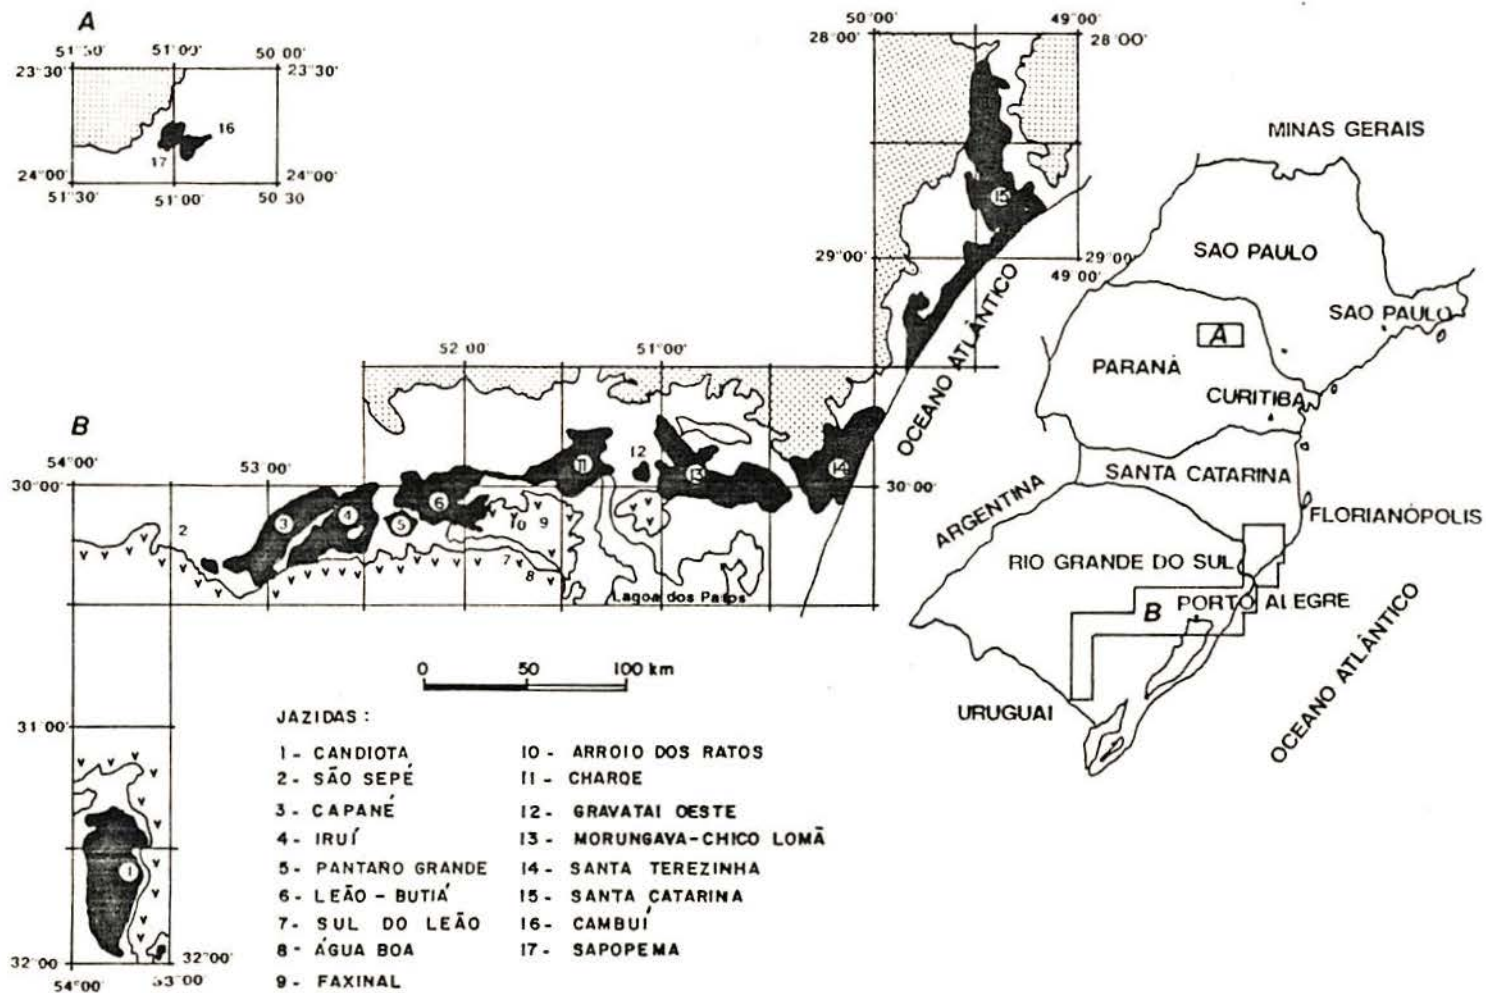 A
51°30' 51°00' 50 00'
23°30' 23°30'
16
17
24°00' 24°00'
51°30' 51°00' 50 30
50°00' 49°00'
28°00' 28°00'
15
29°00' 29°00'
49 00'
OCEANO ATLÂNTICO
B
52 00' 51°00'
54°00' 53 00'
30°00' 30°00'
2
3
4
5
6
10
9
7
8
11
12
13
14
Lagoa dos Patos
0 50 100 km
31°00'
1
32°00 32°00'
54°00' 53°00'
JAZIDAS :
1 - CANDIOTA
2 - SÃO SEPÉ
3 - CAPANÉ
4 - IRUÍ
5 - PANTANO GRANDE
6 - LEÃO - BUTIÁ
7 - SUL DO LEÃO
8 - ÁGUA BOA
9 - FAXINAL
10 - ARROIO DOS RATOS
11 - CHARQE
12 - GRAVATAI OESTE
13 - MORUNGAVA-CHICO LOMÃ
14 - SANTA TEREZINHA
15 - SANTA CATARINA
16 - CAMBUÍ
17 - SAPOPEMA
MINAS GERAIS
SAO PAULO
SAO PAULO
A
PARANÁ
CURITIBA
SANTA CATARINA
ARGENTINA
FLORIANÓPOLIS
RIO GRANDE DO SUL
B
PORTO ALEGRE
URUGUAI
OCEANO ATLÂNTICO